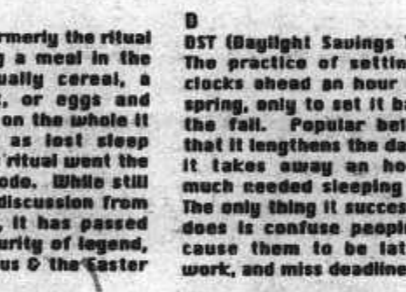 ormerly the ritual
g a meal in the
ually cereal, a
, or eggs and
on the whole it
as lost sleep
ritual went the
ode. While still
discussion from
, it has passed
urity of legend,
us & the Easter
D
DST (Daylight Savings
The practice of settin
clocks ahead an hour
spring, only to set it ba
the fall. Popular bel
that it lengthens the da
it takes away an ho
much needed sleeping
The only thing it succes
does is confuse peopl
cause them to be lat
work, and miss deadline